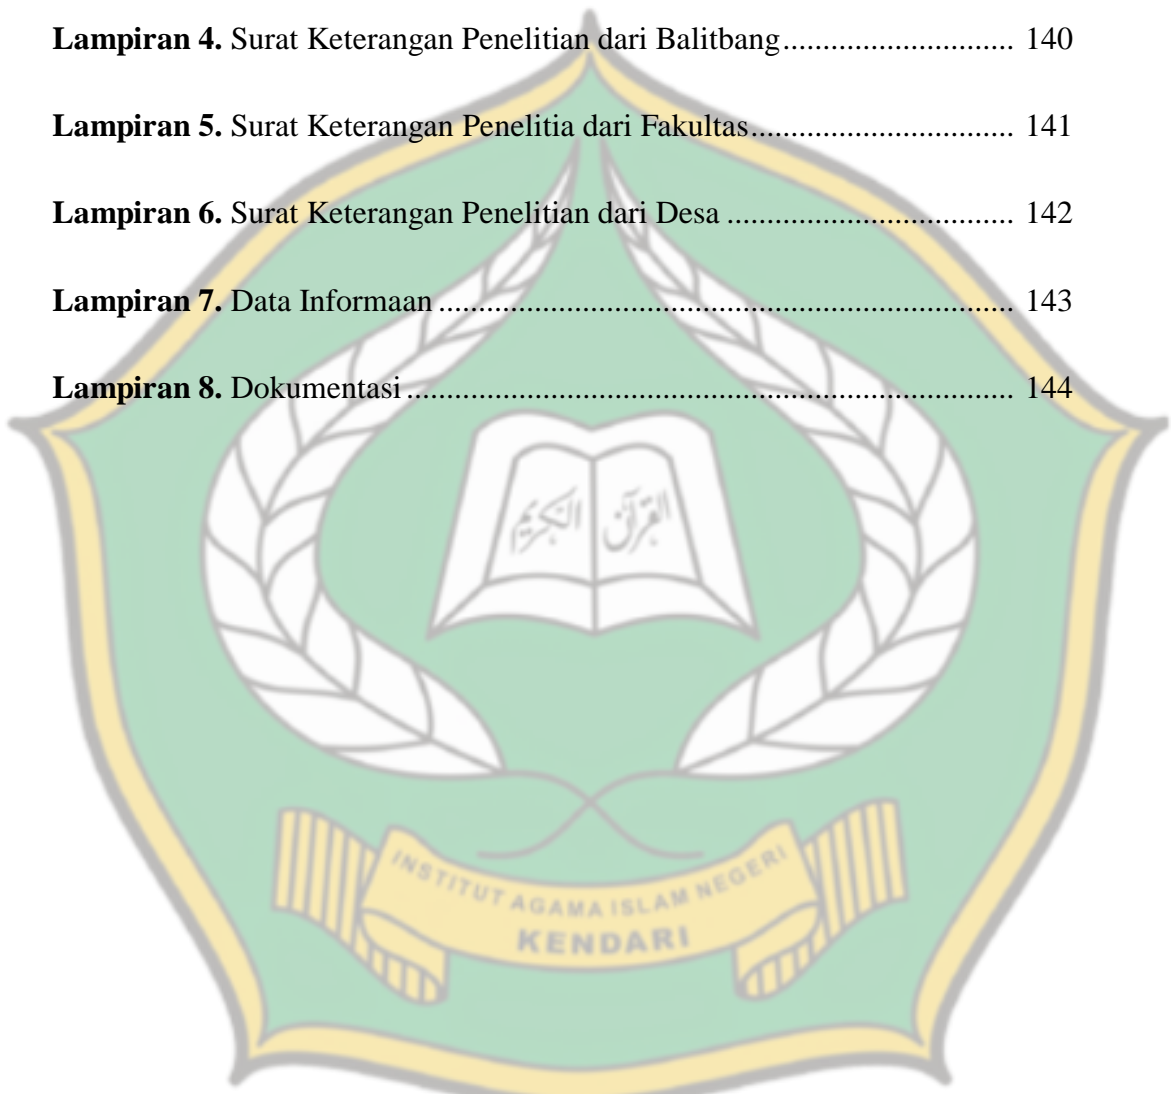 Lampiran 4. Surat Keterangan Penelitian dari Balitbang............................. 140
Lampiran 5. Surat Keterangan Penelitia dari Fakultas................................. 141
Lampiran 6. Surat Keterangan Penelitian dari Desa .................................... 142
Lampiran 7. Data Informaan ........................................................................ 143
Lampiran 8. Dokumentasi ............................................................................ 144
القرآن الكريم
INSTITUT AGAMA ISLAM NEGERI
KENDARI